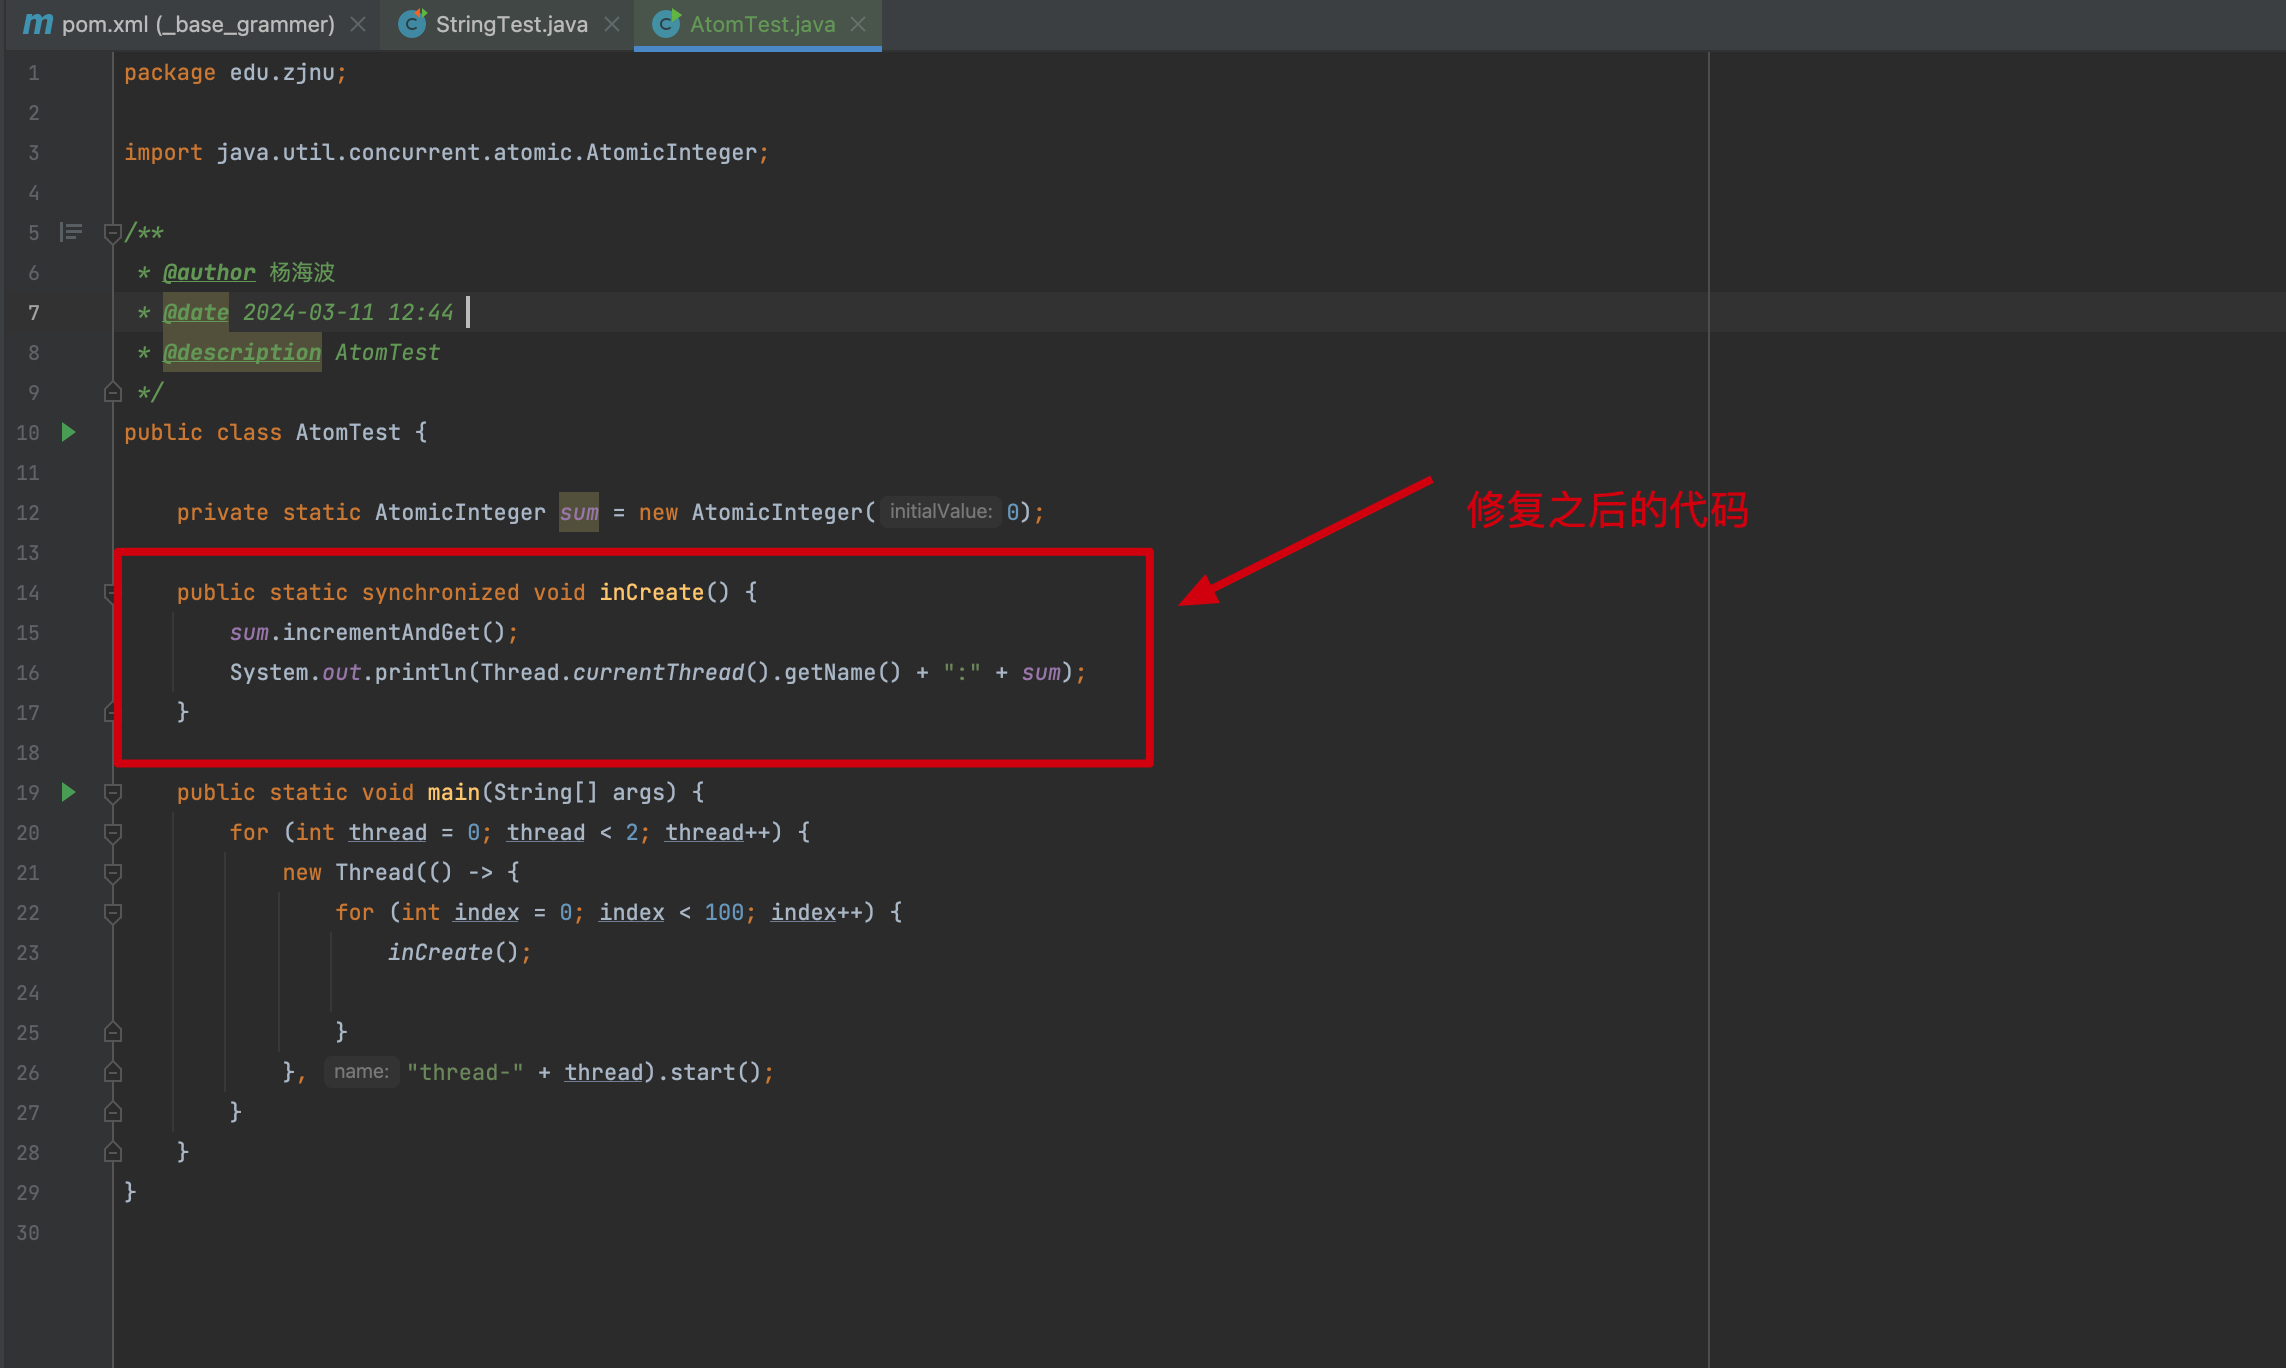 pom.xml (_base_grammer)
StringTest.java
AtomTest.java
1 package edu.zjnu;
2
3 import java.util.concurrent.atomic.AtomicInteger;
4
5 /**
6 * @author 杨海波
7 * @date 2024-03-11 12:44
8 * @description AtomTest
9 */
10 public class AtomTest {
11
12 private static AtomicInteger sum = new AtomicInteger( initialValue: 0);
修复之后的代码
13
14 public static synchronized void inCreate() {
15 sum.incrementAndGet();
16 System.out.println(Thread.currentThread().getName() + ":" + sum);
17 }
18
19 public static void main(String[] args) {
20 for (int thread = 0; thread < 2; thread++) {
21 new Thread(() -> {
22 for (int index = 0; index < 100; index++) {
23 inCreate();
24
25 }
26 }, name: "thread-" + thread).start();
27 }
28 }
29 }
30